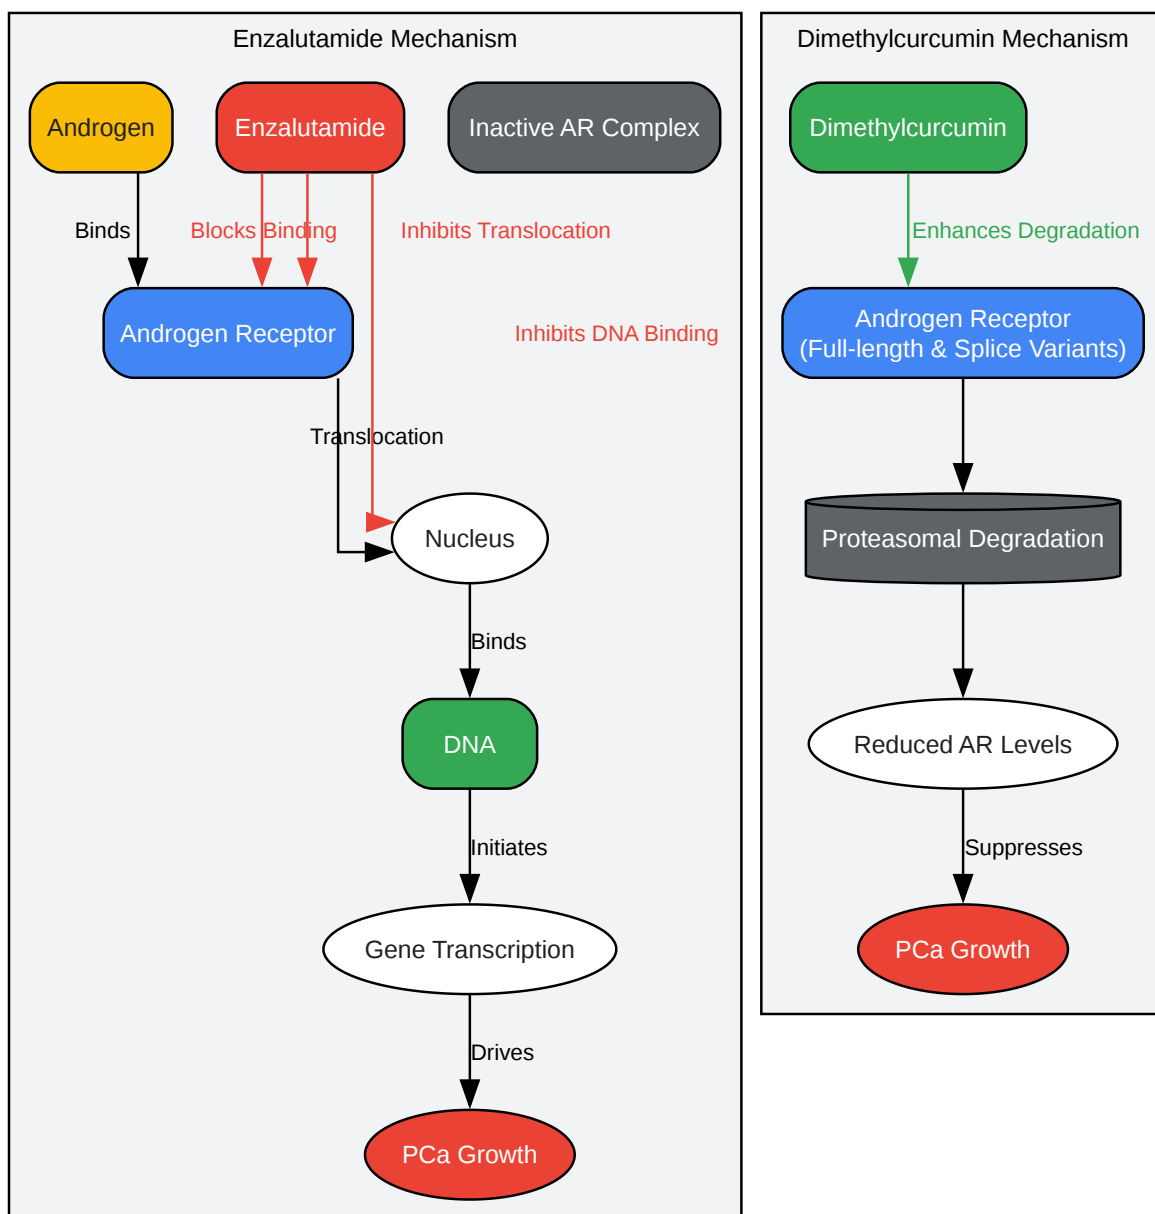 Enzalutamide Mechanism
Androgen
Enzalutamide
Inactive AR Complex
Binds
Blocks Binding
Inhibits Translocation
Androgen Receptor
Inhibits DNA Binding
Translocation
Nucleus
Binds
DNA
Initiates
Gene Transcription
Drives
PCa Growth
Dimethylcurcumin Mechanism
Dimethylcurcumin
Enhances Degradation
Androgen Receptor
(Full-length & Splice Variants)
Proteasomal Degradation
Reduced AR Levels
Suppresses
PCa Growth